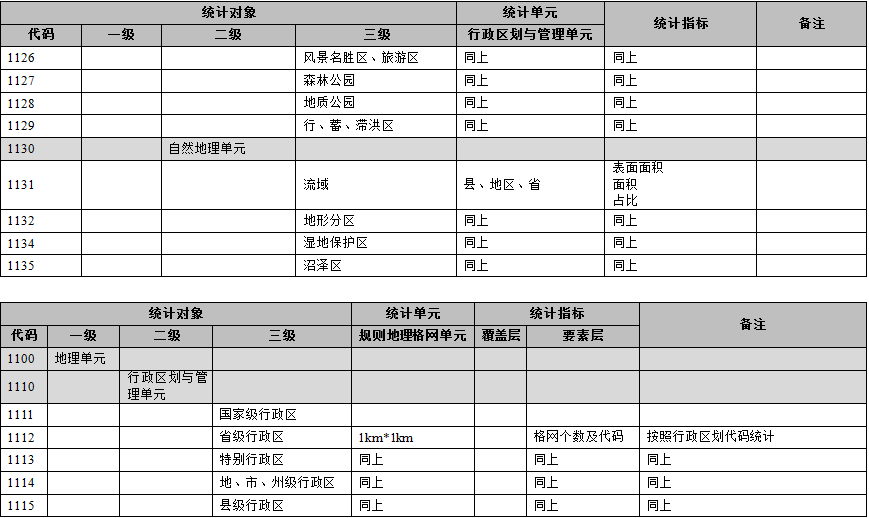 统计对象 统计单元 统计指标 备注
代码 一级 二级 三级 行政区划与管理单元
1126 风景名胜区、旅游区 同上 同上
1127 森林公园 同上 同上
1128 地质公园 同上 同上
1129 行、蓄、滞洪区 同上 同上
1130 自然地理单元
1131 流域 县、地区、省 表面面积
面积
占比
1132 地形分区 同上 同上
1134 湿地保护区 同上 同上
1135 沼泽区 同上 同上
统计对象 统计单元 统计指标 备注
代码 一级 二级 三级 规则地理格网单元 覆盖层 要素层
1100 地理单元
1110 行政区划与管
理单元
1111 国家级行政区
1112 省级行政区 1km*1km 格网个数及代码 按照行政区划代码统计
1113 特别行政区 同上 同上 同上
1114 地、市、州级行政区 同上 同上 同上
1115 县级行政区 同上 同上 同上